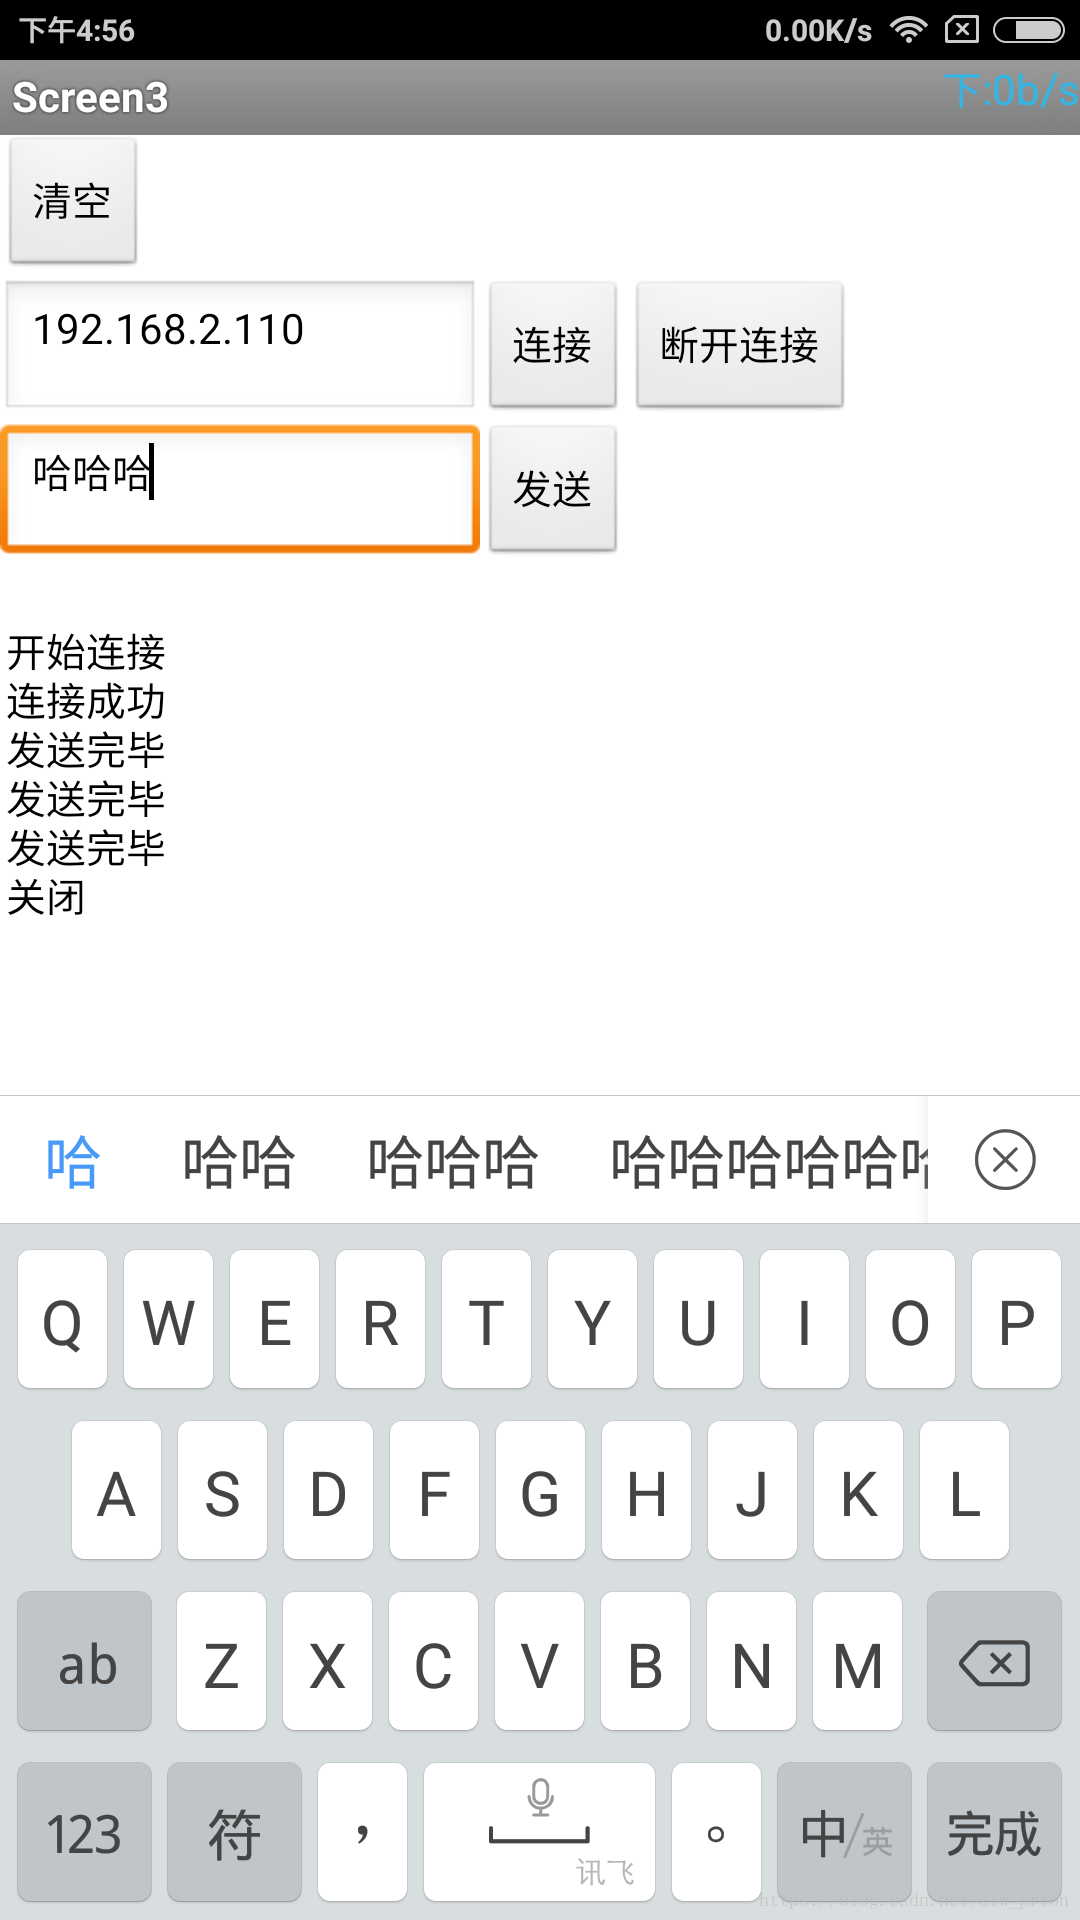 下午4:56 0.00K/s
Screen3 下:0b/s
清空
192.168.2.110 连接 断开连接
哈哈哈 发送
开始连接
连接成功
发送完毕
发送完毕
发送完毕
关闭
哈 哈哈 哈哈哈 哈哈哈哈哈
Q W E R T Y U I O P
A S D F G H J K L
ab Z X C V B N M
123 符 ， 讯飞 。 中/英 完成